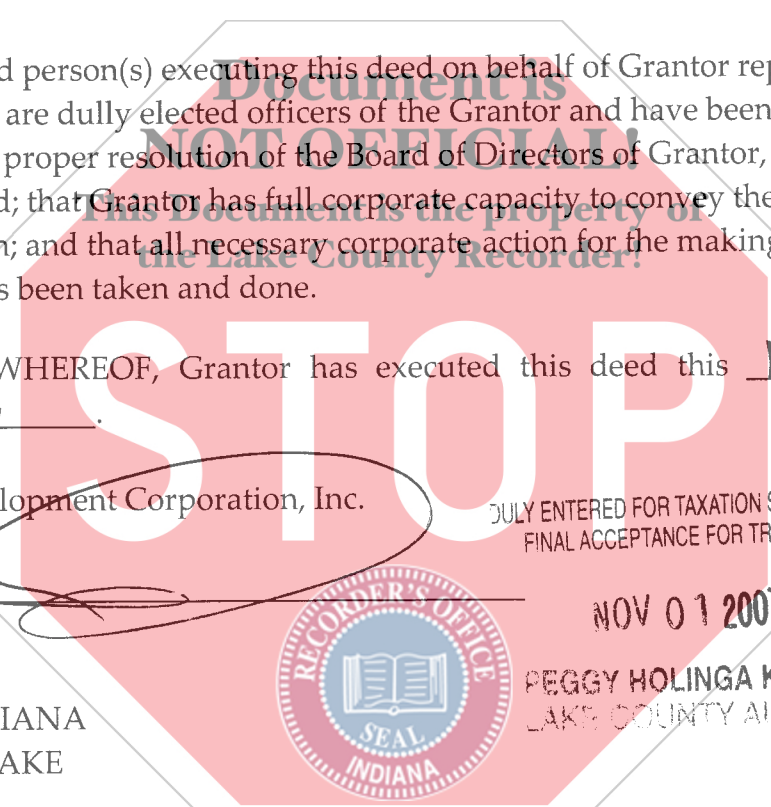 d person(s) executing this deed on behalf of Grantor rep
Document is
are dully elected officers of the Grantor and have been
NOT OFFICIAL!
proper resolution of the Board of Directors of Grantor,
d; that Grantor has full corporate capacity to convey the
This Document is the property of
n; and that all necessary corporate action for the making
the Lake County Recorder!
s been taken and done.
WHEREOF, Grantor has executed this deed this
STOP
lopment Corporation, Inc.
DULY ENTERED FOR TAXATION S
FINAL ACCEPTANCE FOR TR
NOV 01 2007
RECORDER'S OFFICE
PEGGY HOLINGA K
LAKE COUNTY AU
SEAL
INDIANA
IANA
AKE